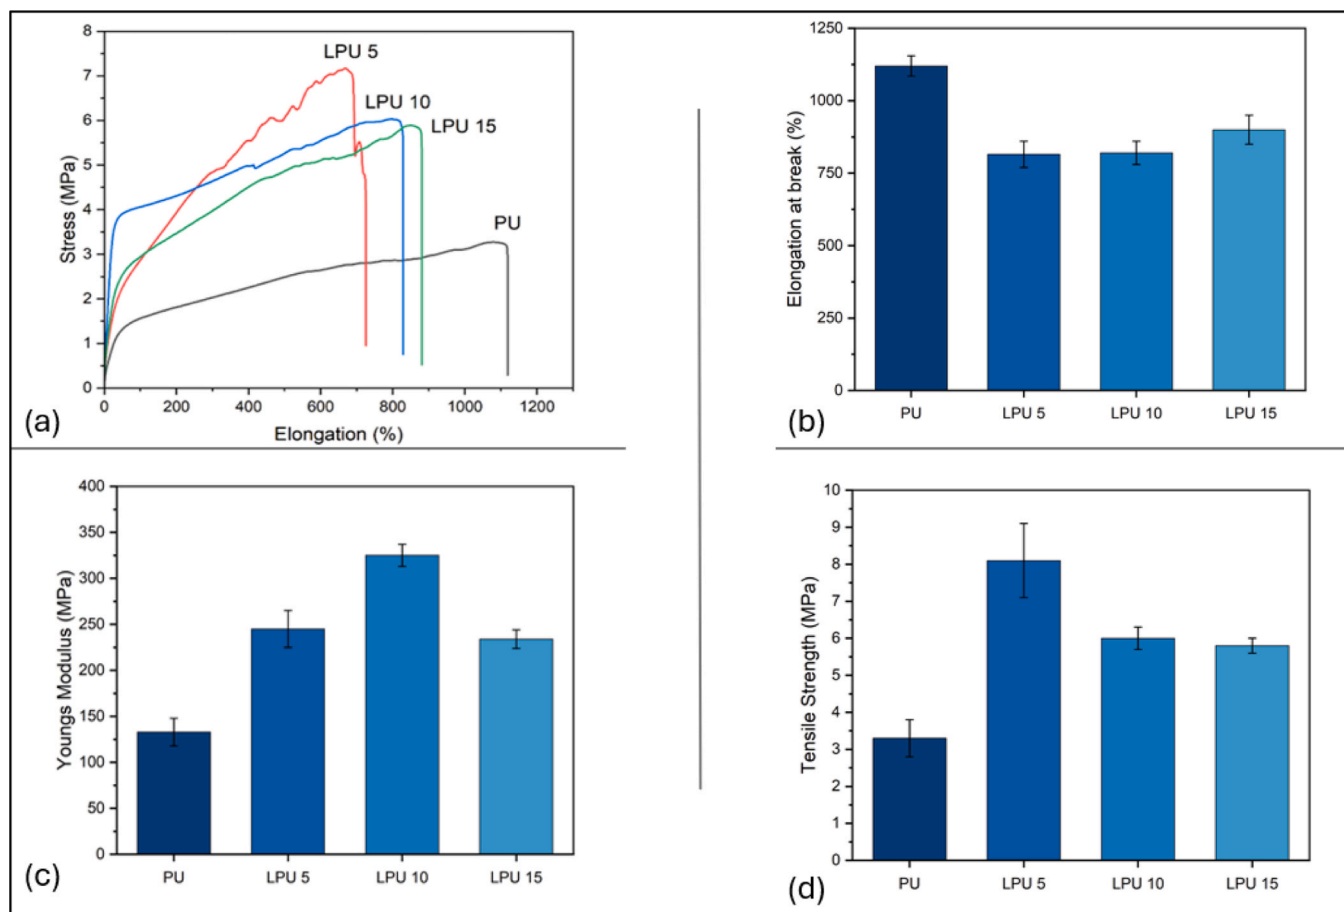 8
7
6
5
4
3
2
1
0
Stress (MPa)
LPU 5
LPU 10
LPU 15
PU
0 200 400 600 800 1000 1200
Elongation (%)
(a)
1250
1000
750
500
250
0
Elongation at break (%)
PU LPU 5 LPU 10 LPU 15
(b)
400
350
300
250
200
150
100
50
0
Youngs Modulus (MPa)
PU LPU 5 LPU 10 LPU 15
(c)
10
9
8
7
6
5
4
3
2
1
0
Tensile Strength (MPa)
PU LPU 5 LPU 10 LPU 15
(d)